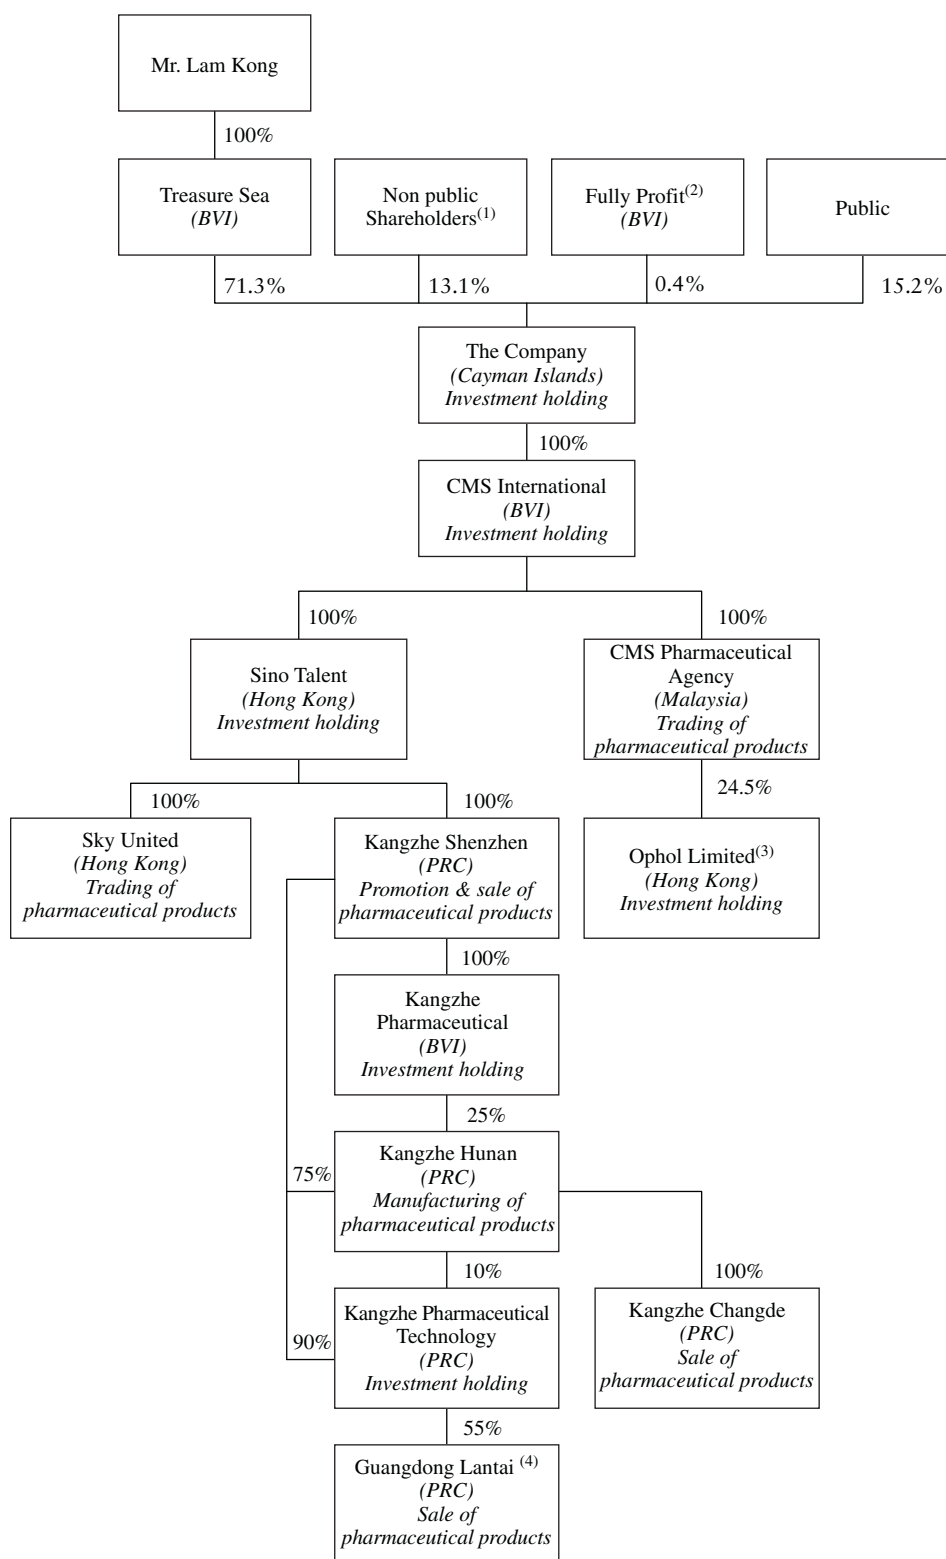 Mr. Lam Kong
100%
Treasure Sea
(BVI)
Non public
Shareholders(1)
Fully Profit(2)
(BVI)
Public
71.3%
13.1%
0.4%
15.2%
The Company
(Cayman Islands)
Investment holding
100%
CMS International
(BVI)
Investment holding
100%
100%
Sino Talent
(Hong Kong)
Investment holding
CMS Pharmaceutical
Agency
(Malaysia)
Trading of
pharmaceutical products
100%
100%
24.5%
Sky United
(Hong Kong)
Trading of
pharmaceutical products
Kangzhe Shenzhen
(PRC)
Promotion & sale of
pharmaceutical products
Ophol Limited(3)
(Hong Kong)
Investment holding
100%
Kangzhe
Pharmaceutical
(BVI)
Investment holding
25%
75%
Kangzhe Hunan
(PRC)
Manufacturing of
pharmaceutical products
10%
100%
90%
Kangzhe Pharmaceutical
Technology
(PRC)
Investment holding
Kangzhe Changde
(PRC)
Sale of
pharmaceutical products
55%
Guangdong Lantai (4)
(PRC)
Sale of
pharmaceutical products